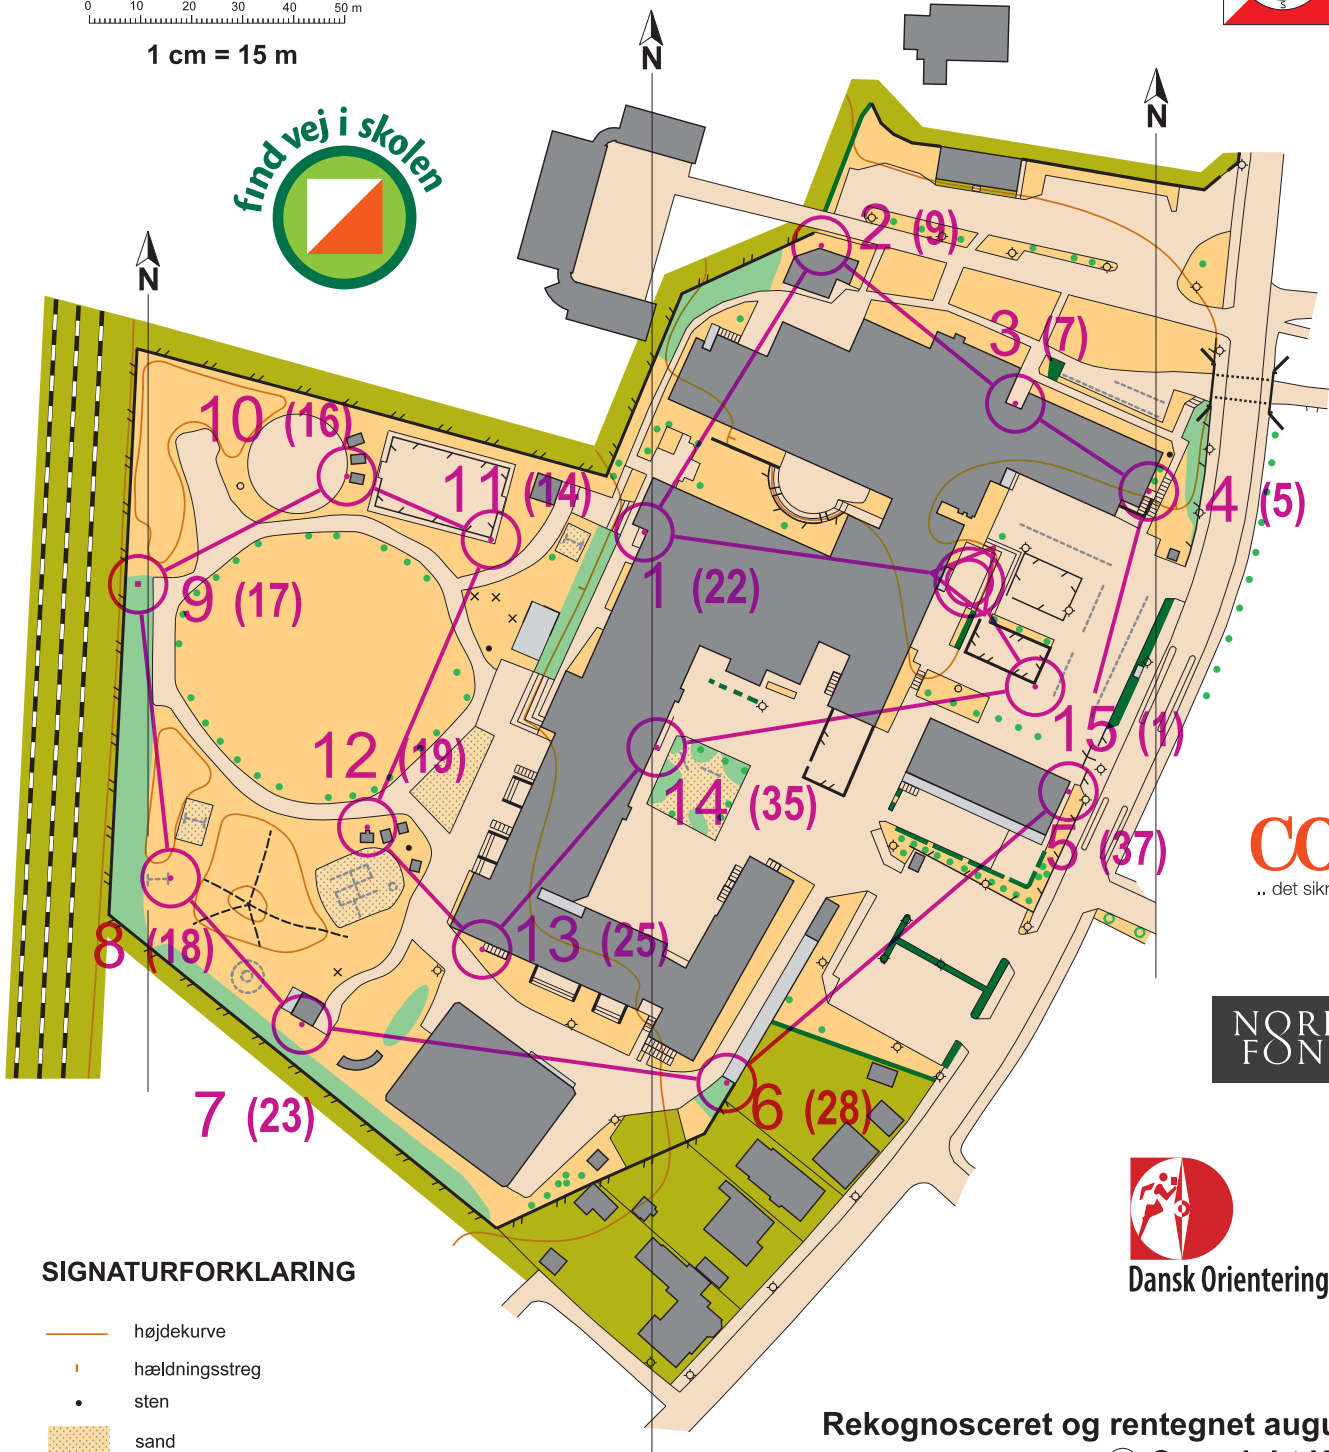 0 10 20 30 40 50 m
1 cm = 15 m
find vej i skolen
S
N
N
N
2 (9)
3 (7)
10 (16)
11 (14)
4 (5)
1 (22)
9 (17)
15 (1)
12 (19)
14 (35)
5 (37)
.. det sikr
8 (18)
13 (25)
7 (23)
6 (28)
Dansk Orientering
SIGNATURFORKLARING
højdekurve
hældningsstreg
sten
sand
Rekognosceret og rentegnet augu